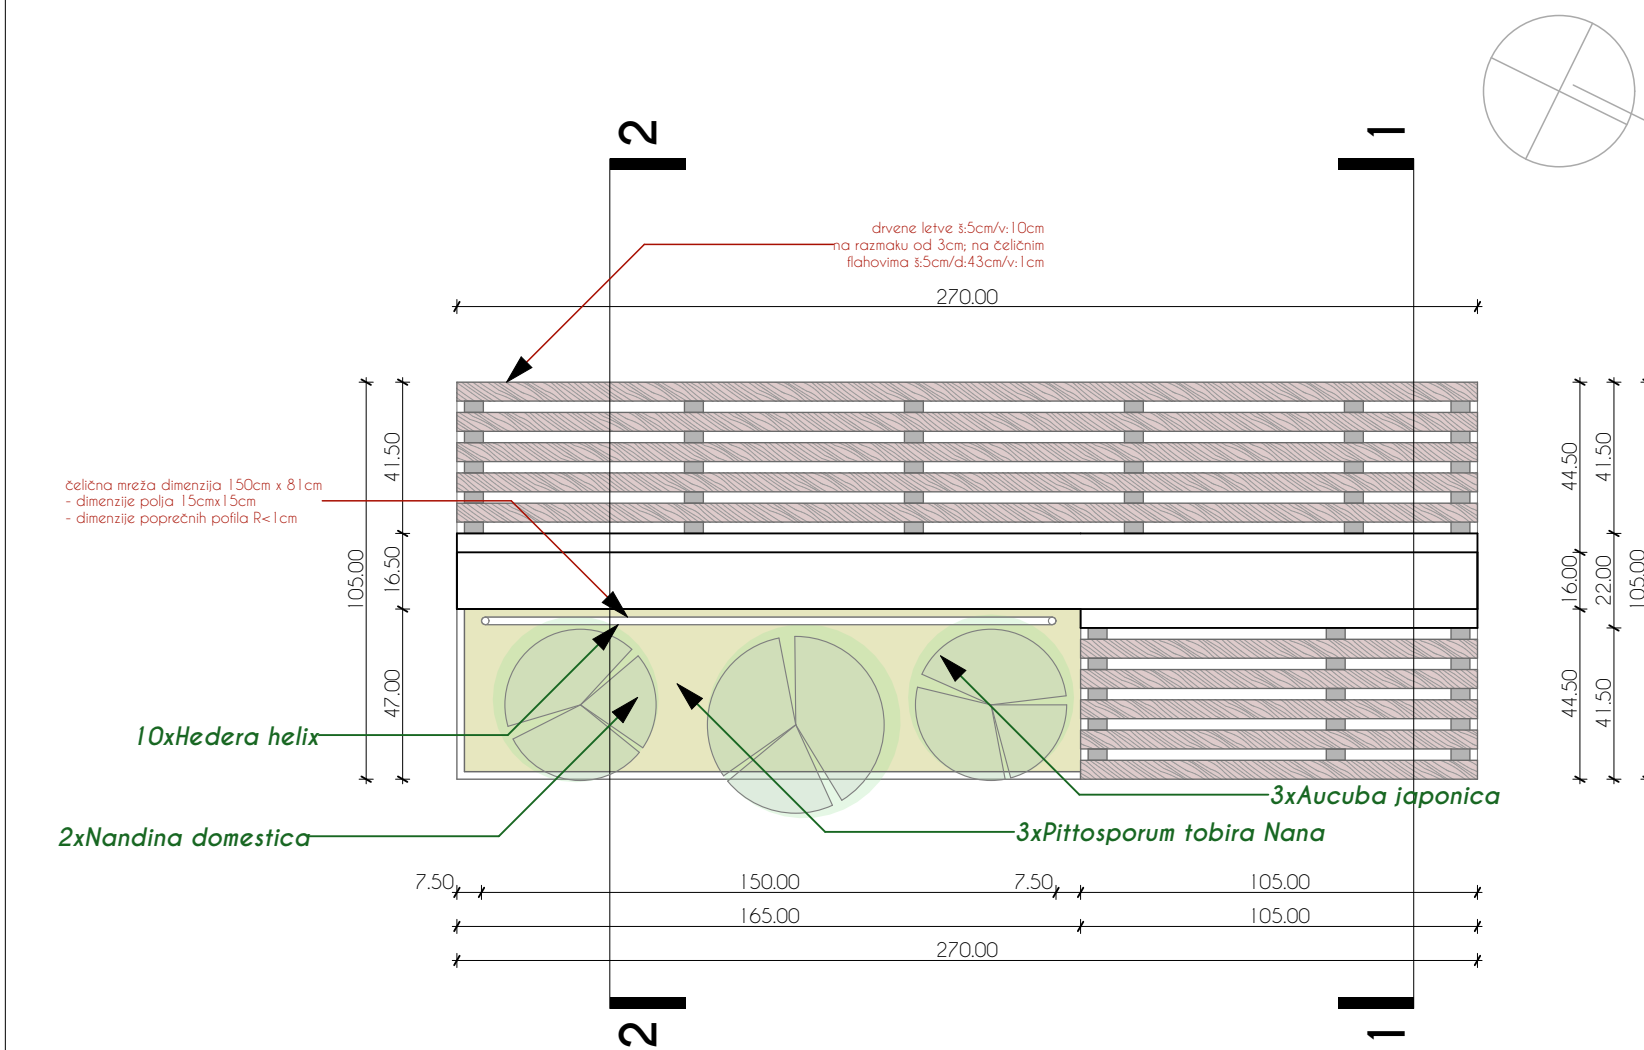 2
1
drvene letve š:5cm/v:10cm
na razmaku od 3cm; na čeličnim
flahovima š:5cm/d:43cm/v:1cm
270.00
105.00
41.50
16.50
47.00
čelična mreža dimenzija 150cm x 81cm
- dimenzije polja 15cmx15cm
- dimenzije poprečnih pofila R<1cm
44.50
16.00
44.50
41.50
22.00
41.50
105.00
10xHedera helix
2xNandina domestica
3xAucuba japonica
3xPittosporum tobira Nana
7.50 150.00 7.50 105.00
165.00 105.00
270.00
2
1